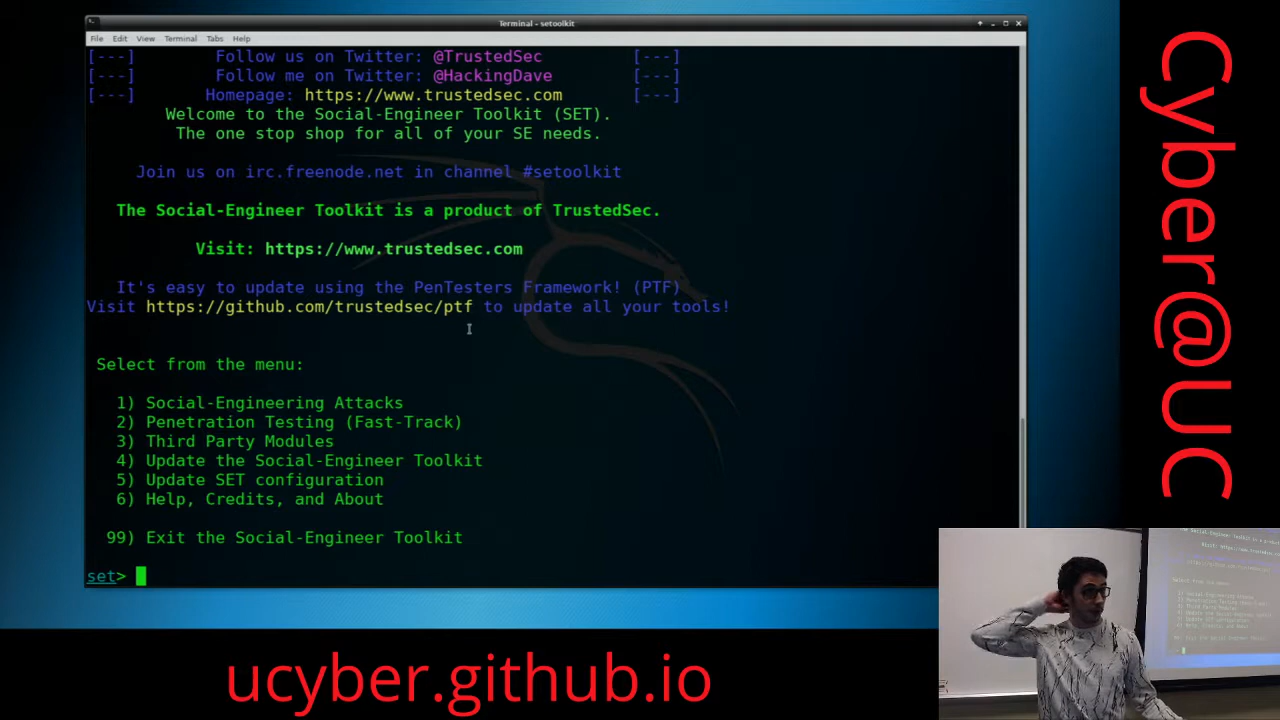 Terminal - setoolkit
File Edit View Terminal Tabs Help
[---] Follow us on Twitter: @TrustedSec [---]
[---] Follow me on Twitter: @HackingDave [---]
[---] Homepage: https://www.trustedsec.com [---]
Welcome to the Social-Engineer Toolkit (SET).
The one stop shop for all of your SE needs.
Join us on irc.freenode.net in channel #setoolkit
The Social-Engineer Toolkit is a product of TrustedSec.
Visit: https://www.trustedsec.com
It's easy to update using the PenTesters Framework! (PTF)
Visit https://github.com/trustedsec/ptf to update all your tools!
Select from the menu:
1) Social-Engineering Attacks
2) Penetration Testing (Fast-Track)
3) Third Party Modules
4) Update the Social-Engineer Toolkit
5) Update SET configuration
6) Help, Credits, and About
99) Exit the Social-Engineer Toolkit
set>
Cyber@UC
ucyber.github.io